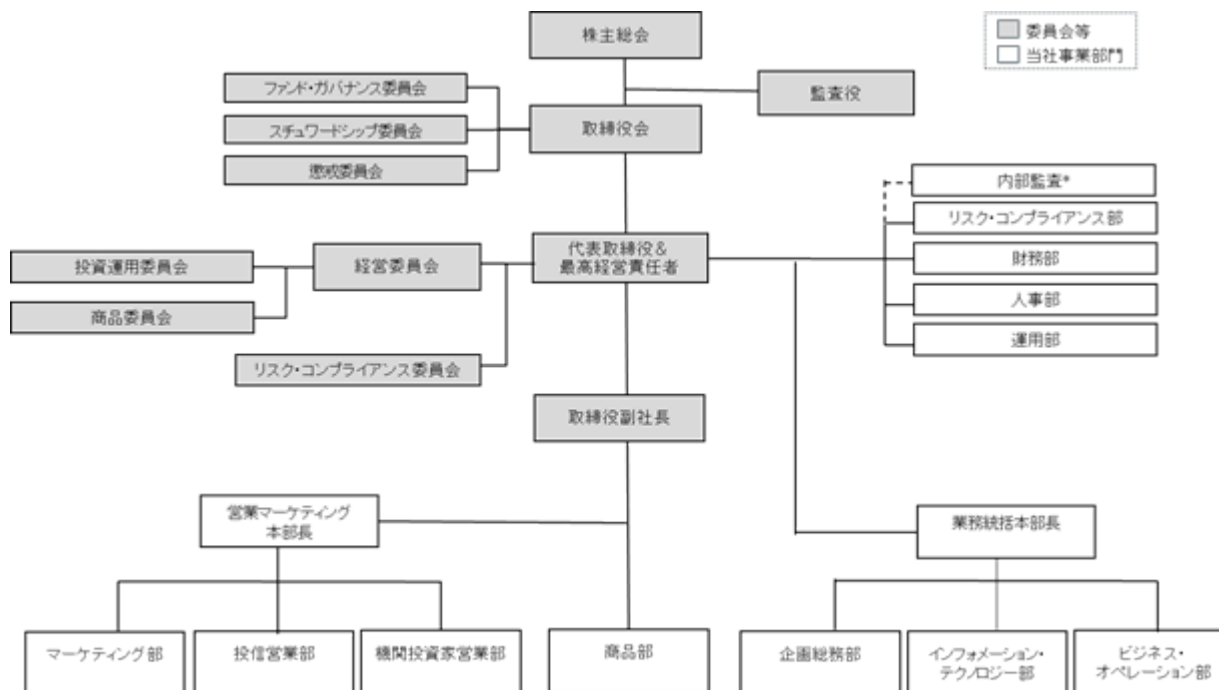 株主総会
委員会等
当社事業部門
ファンド・ガバナンス委員会
監査役
スチュワードシップ委員会
取締役会
懲戒委員会
内部監査*
リスク・コンプライアンス部
代表取締役&
最高経営責任者
投資運用委員会
経営委員会
財務部
商品委員会
人事部
運用部
リスク・コンプライアンス委員会
取締役副社長
営業マーケティング
本部長
業務統括本部長
マーケティング部
投信営業部
機関投資家営業部
商品部
企画総務部
インフォメーション・
テクノロジー部
ビジネス・
オペレーション部